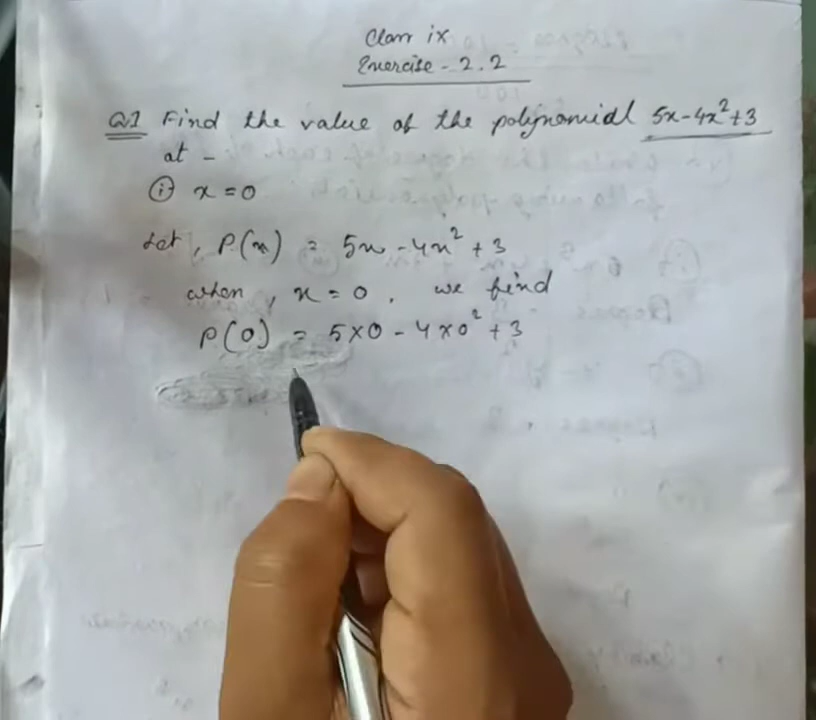 Class ix
Exercise - 2.2
Q.1 Find the value of the polynomial 5x-4x²+3
at -
(i) x = 0
Let, P(x) = 5x - 4x² + 3
when, x = 0, we find
P(0) = 5×0 - 4×0² + 3